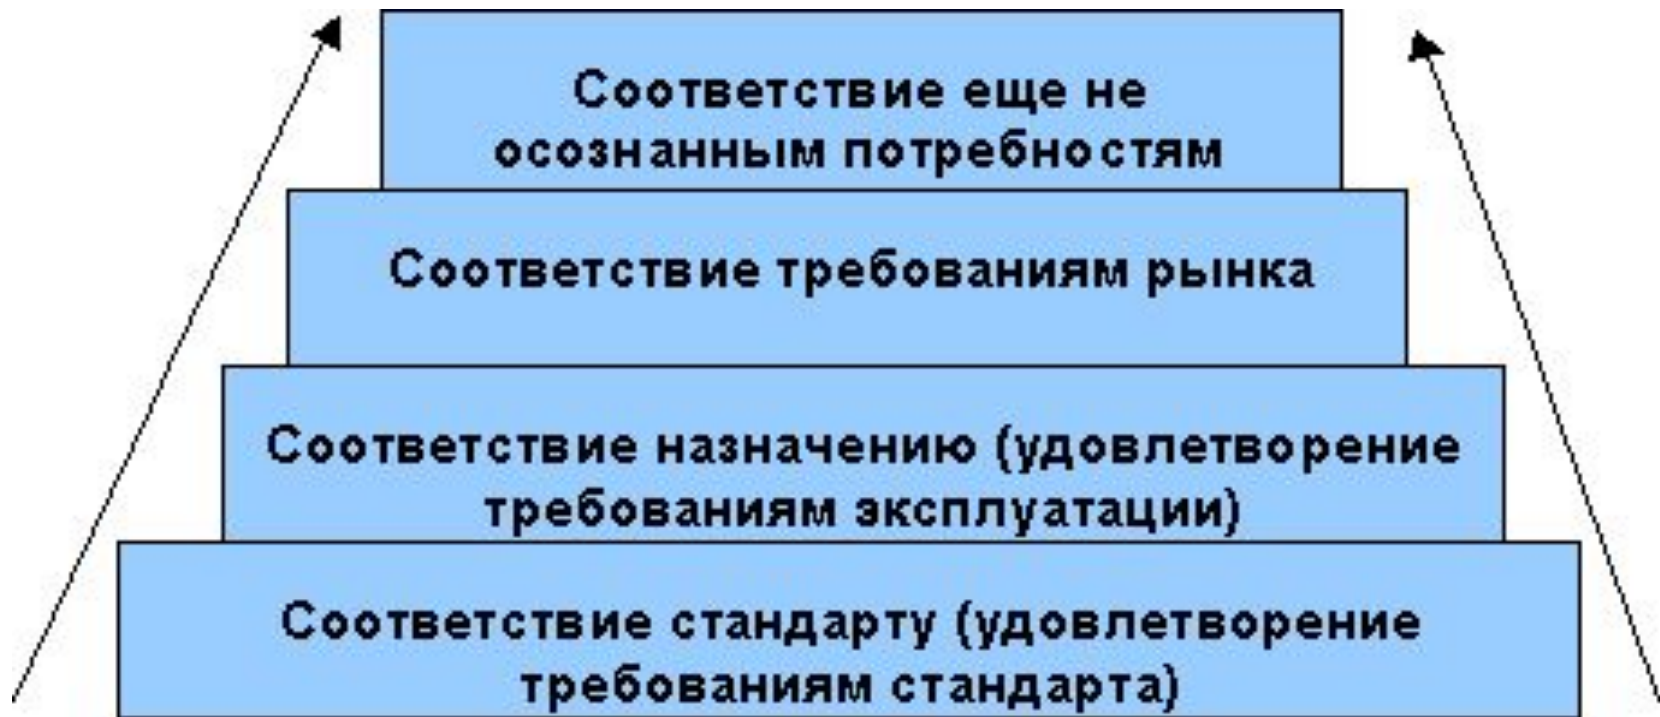 Соответствие еще не
осознанным потребностям
Соответствие требованиям рынка
Соответствие назначению (удовлетворение
требованиям эксплуатации)
Соответствие стандарту (удовлетворение
требованиям стандарта)